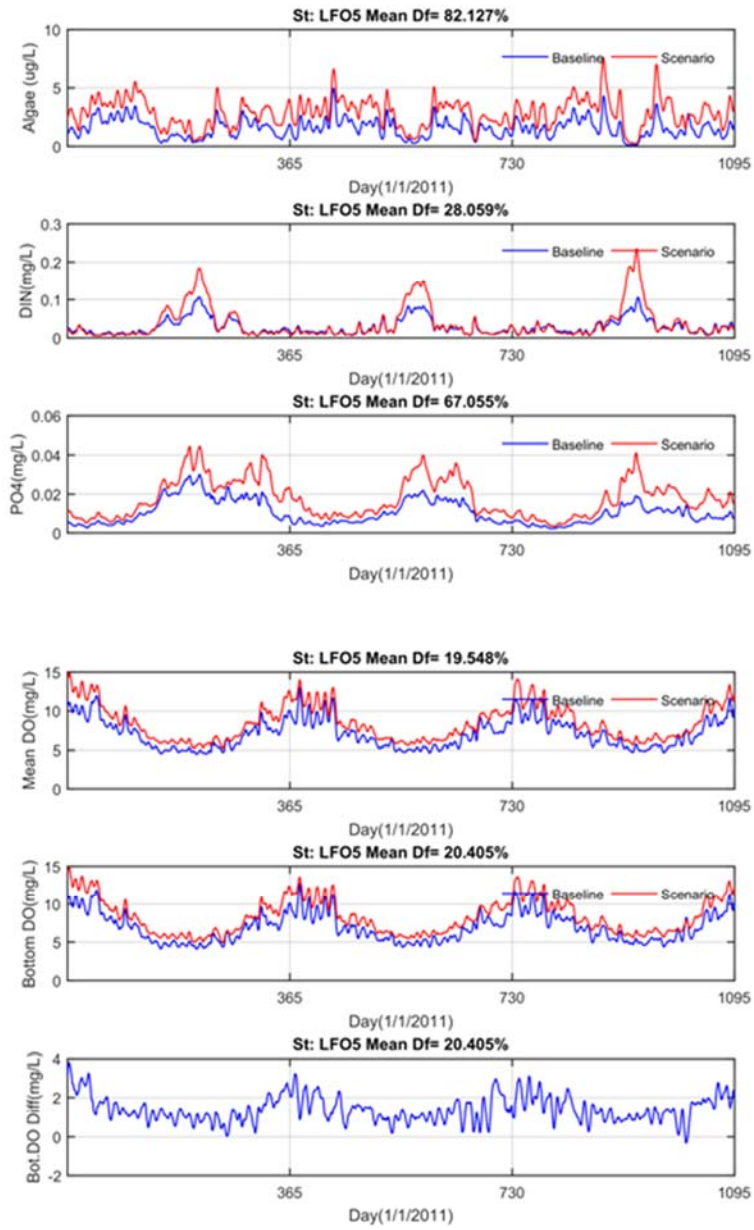 St: LFO5 Mean Df= 82.127%
10
5
0
Algae (ug/L)
Baseline Scenario
365 730 1095
Day(1/1/2011)
St: LFO5 Mean Df= 28.059%
0.3
0.2
0.1
0
DIN(mg/L)
Baseline Scenario
365 730 1095
Day(1/1/2011)
St: LFO5 Mean Df= 67.055%
0.06
0.04
0.02
0
PO4(mg/L)
Baseline Scenario
365 730 1095
Day(1/1/2011)
St: LFO5 Mean Df= 19.548%
15
10
5
0
Mean DO(mg/L)
Baseline Scenario
365 730 1095
Day(1/1/2011)
St: LFO5 Mean Df= 20.405%
15
10
5
0
Bottom DO(mg/L)
Baseline Scenario
365 730 1095
Day(1/1/2011)
St: LFO5 Mean Df= 20.405%
4
2
0
-2
Bot.DO Diff(mg/L)
365 730 1095
Day(1/1/2011)